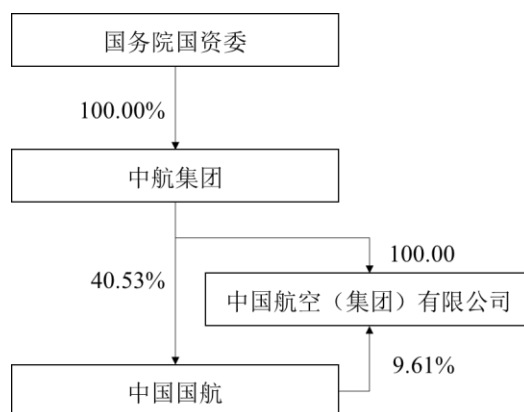 国务院国资委
100.00%
中航集团
100.00
40.53%
中国航空（集团）有限公司
9.61%
中国国航